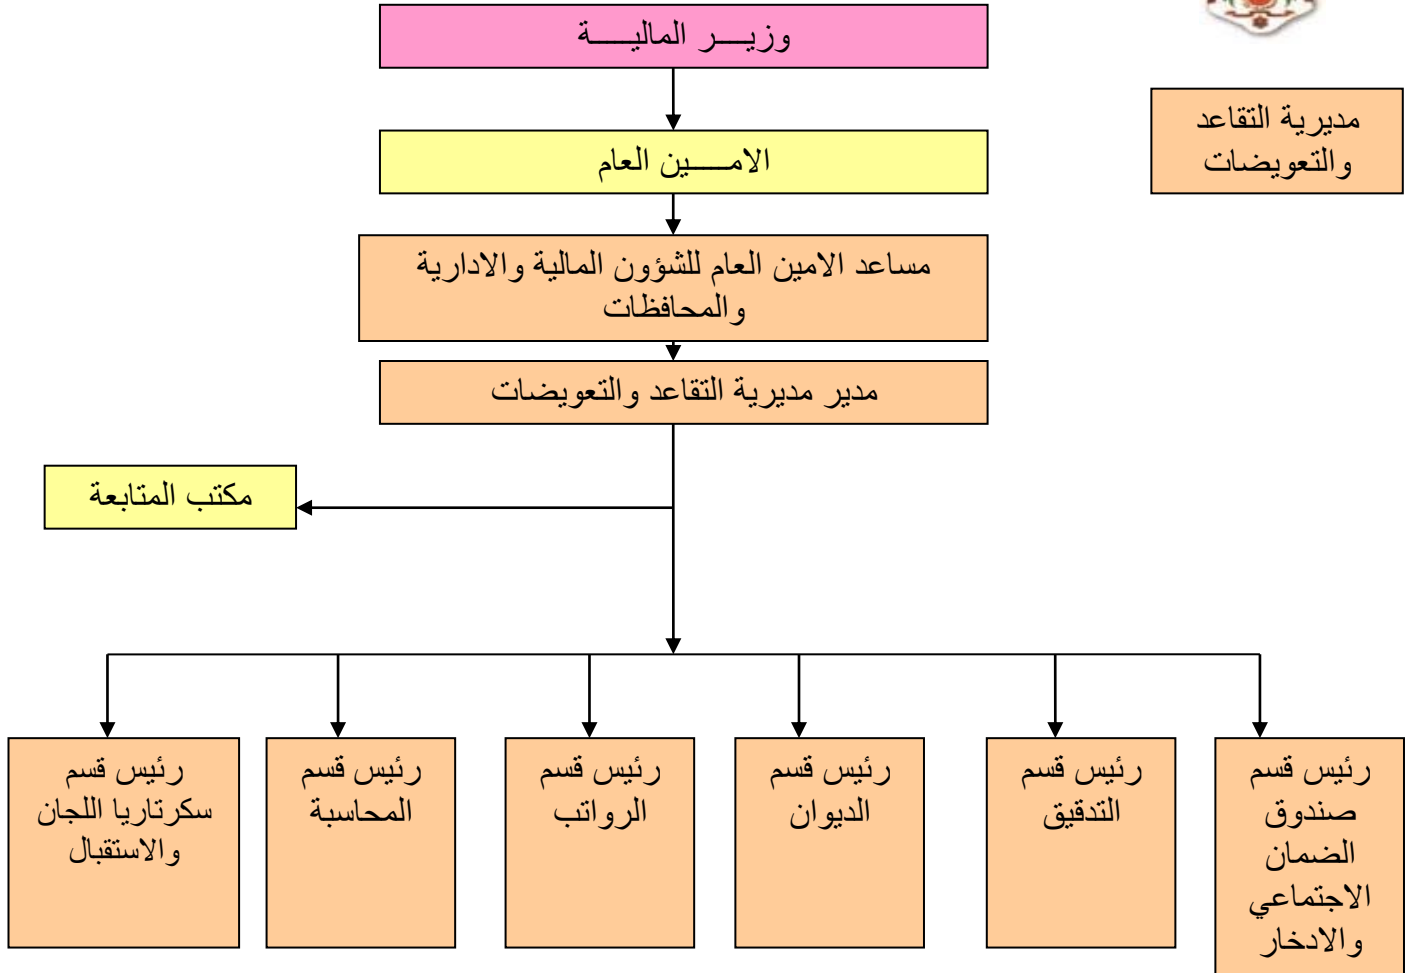 وزيـــر الماليـــة
مديرية التقاعد
والتعويضات
الامـــين العام
مساعد الامين العام للشؤون المالية والادارية
والمحافظات
مدير مديرية التقاعد والتعويضات
مكتب المتابعة
رئيس قسم
صندوق
الضمان
الاجتماعي
والادخار
رئيس قسم
التدقيق
رئيس قسم
الديوان
رئيس قسم
الرواتب
رئيس قسم
المحاسبة
رئيس قسم
سكرتاريا اللجان
والاستقبال